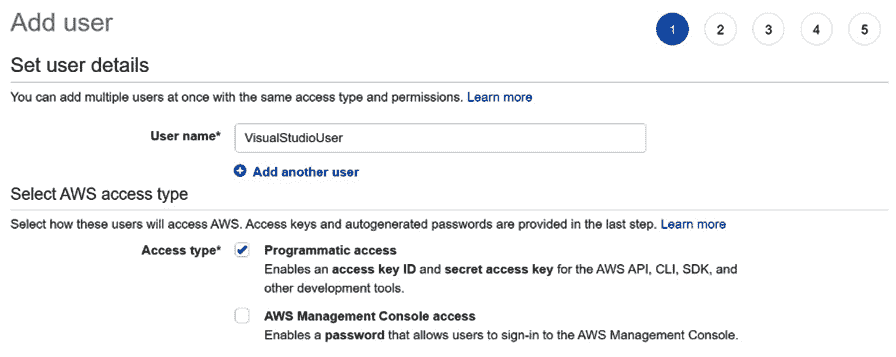 Add user
1 2 3 4 5
Set user details
You can add multiple users at once with the same access type and permissions. Learn more
User name* VisualStudioUser
Add another user
Select AWS access type
Select how these users will access AWS. Access keys and autogenerated passwords are provided in the last step. Learn more
Access type* Programmatic access
Enables an access key ID and secret access key for the AWS API, CLI, SDK, and
other development tools.
AWS Management Console access
Enables a password that allows users to sign-in to the AWS Management Console.